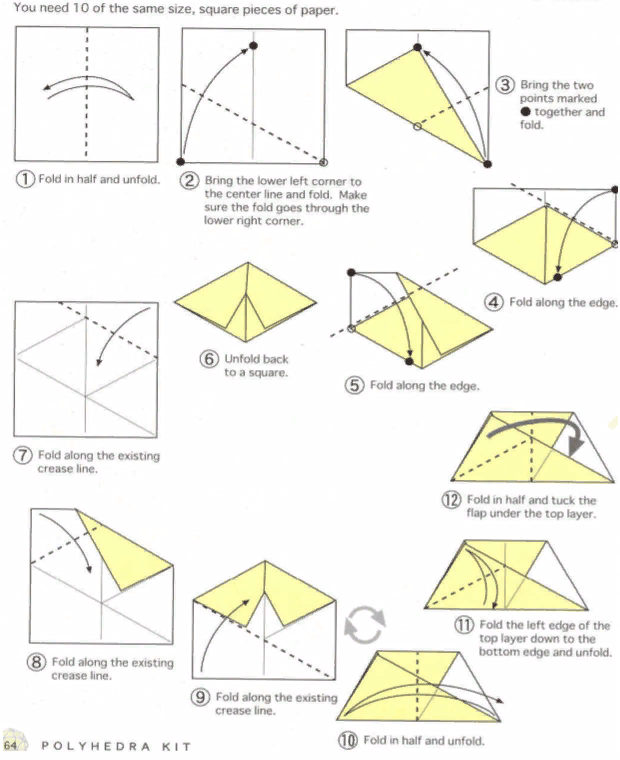 You need 10 of the same size, square pieces of paper.
① Fold in half and unfold.
② Bring the lower left corner to
the center line and fold. Make
sure the fold goes through the
lower right corner.
③ Bring the two
points marked
● together and
fold.
④ Fold along the edge.
⑤ Fold along the edge.
⑥ Unfold back
to a square.
⑦ Fold along the existing
crease line.
⑧ Fold along the existing
crease line.
⑨ Fold along the existing
crease line.
⑩ Fold in half and unfold.
⑪ Fold the left edge of the
top layer down to the
bottom edge and unfold.
⑫ Fold in half and tuck the
flap under the top layer.
64 POLYHEDRA KIT